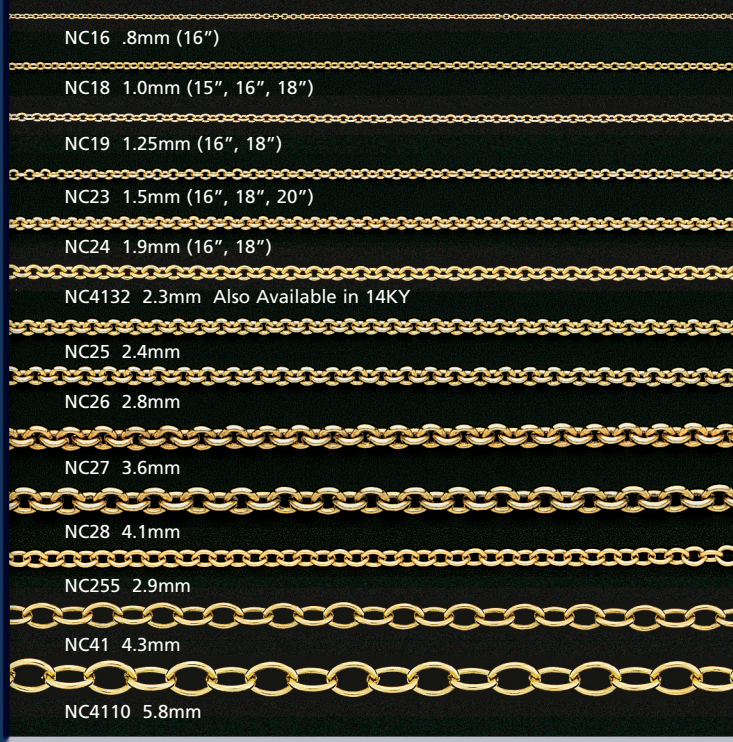 NC16 .8mm (16”)
NC18 1.0mm (15”, 16”, 18”)
NC19 1.25mm (16”, 18”)
NC23 1.5mm (16”, 18”, 20”)
NC24 1.9mm (16”, 18”)
NC4132 2.3mm Also Available in 14KY
NC25 2.4mm
NC26 2.8mm
NC27 3.6mm
NC28 4.1mm
NC255 2.9mm
NC41 4.3mm
NC4110 5.8mm